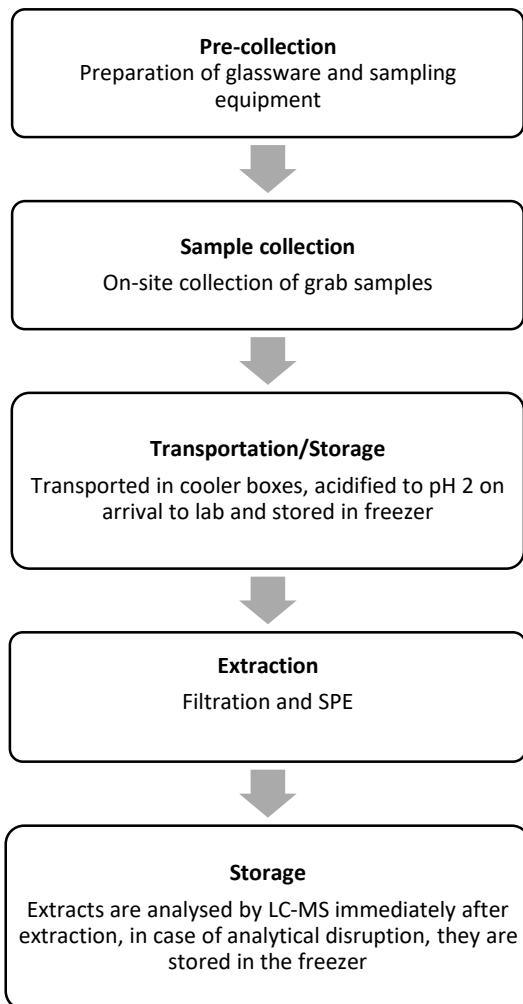 Pre-collection
Preparation of glassware and sampling
equipment
Sample collection
On-site collection of grab samples
Transportation/Storage
Transported in cooler boxes, acidified to pH 2 on
arrival to lab and stored in freezer
Extraction
Filtration and SPE
Storage
Extracts are analysed by LC-MS immediately after
extraction, in case of analytical disruption, they are
stored in the freezer